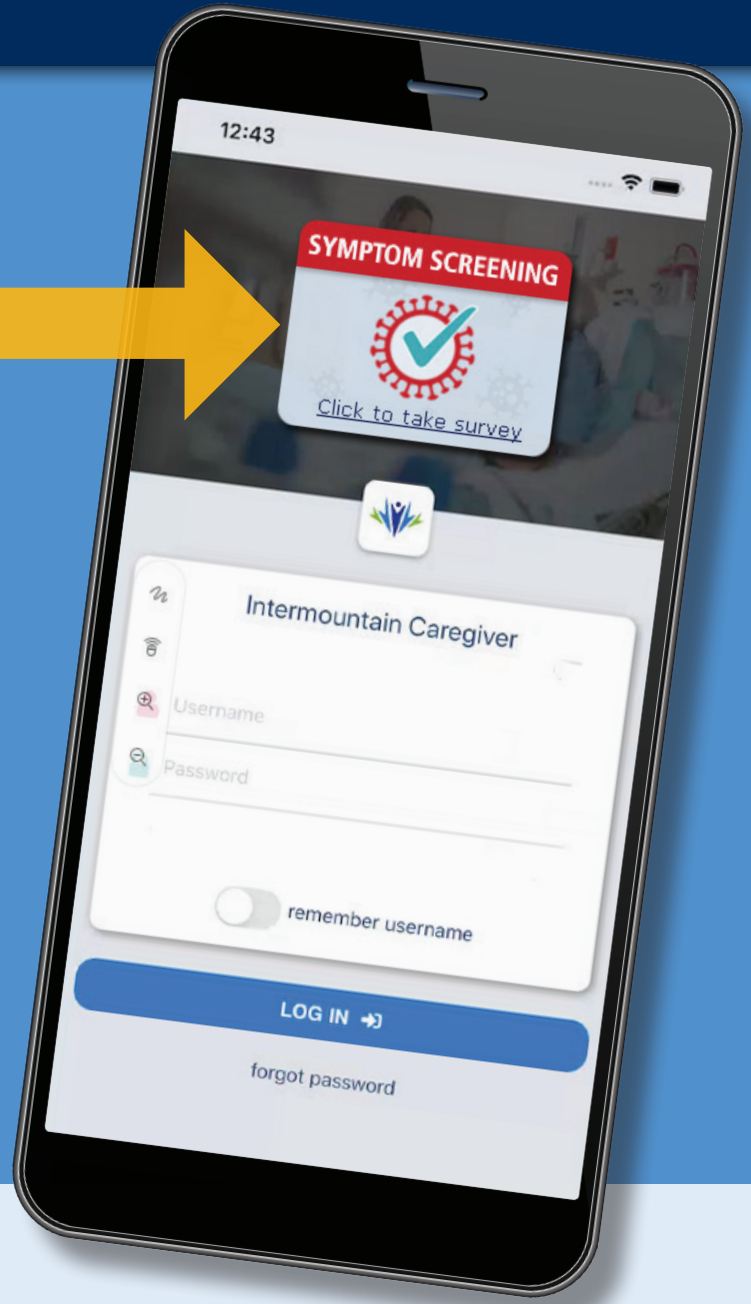 12:43
SYMPTOM SCREENING
Click to take survey
Intermountain Caregiver
Username
Password
remember username
LOG IN
forgot password